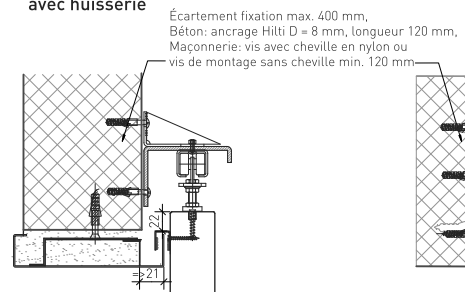 avec huisserie
Écartement fixation max. 400 mm,
Béton: ancrage Hilti D = 8 mm, longueur 120 mm,
Maçonnerie: vis avec cheville en nylon ou
vis de montage sans cheville min. 120 mm
22
=>21